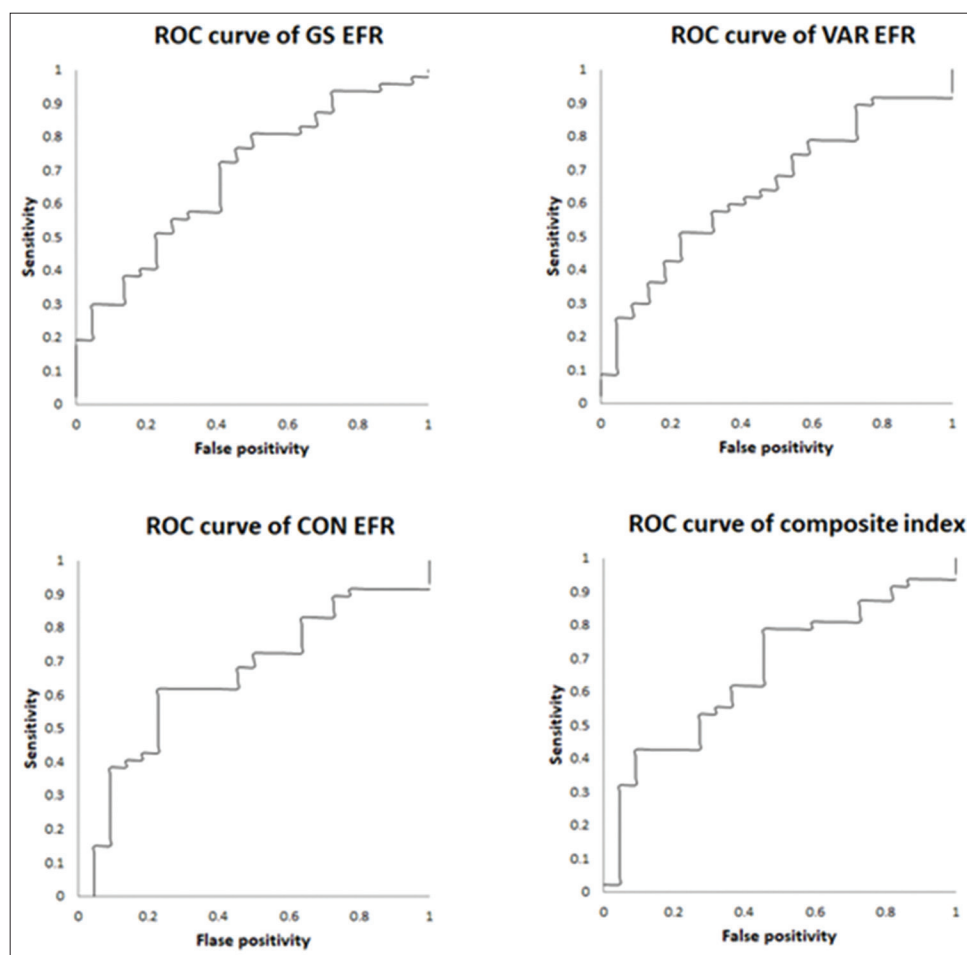 ROC curve of GS EFR
1
0.9
0.8
0.7
0.6
0.5
0.4
0.3
0.2
0.1
0
Sensitivity
0 0.2 0.4 0.6 0.8 1
False positivity
ROC curve of VAR EFR
1
0.9
0.8
0.7
0.6
0.5
0.4
0.3
0.2
0.1
0
Sensitivity
0 0.2 0.4 0.6 0.8 1
False positivity
ROC curve of CON EFR
1
0.9
0.8
0.7
0.6
0.5
0.4
0.3
0.2
0.1
0
Sensitivity
0 0.2 0.4 0.6 0.8 1
Flase positivity
ROC curve of composite index
1
0.9
0.8
0.7
0.6
0.5
0.4
0.3
0.2
0.1
0
Sensitivity
0 0.2 0.4 0.6 0.8 1
False positivity